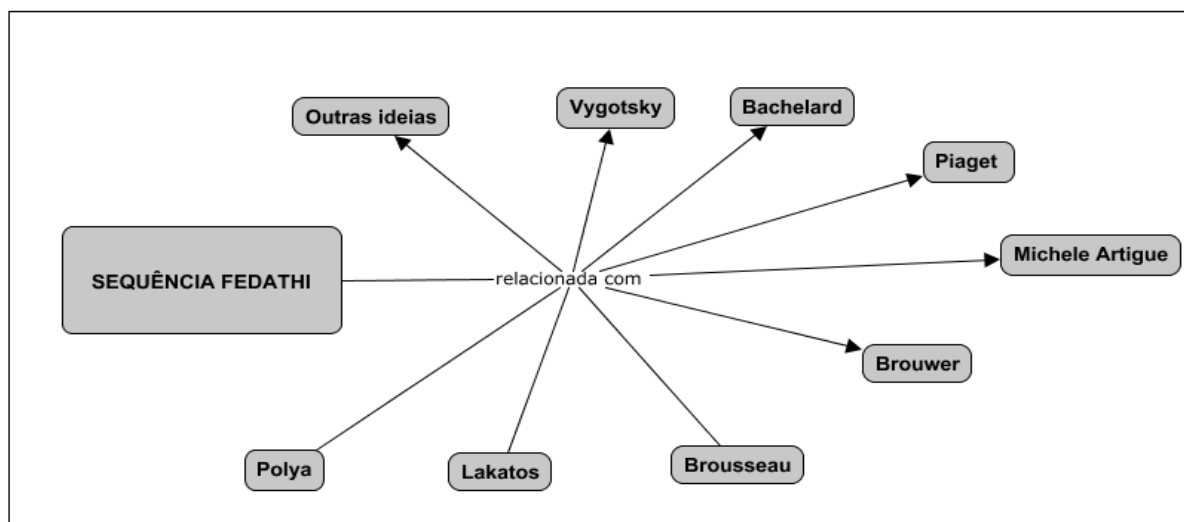 Outras ideias
Vygotsky
Bachelard
Piaget
Michele Artigue
SEQUÊNCIA FEDATHI
relacionada com
Brouwer
Polya
Lakatos
Brousseau